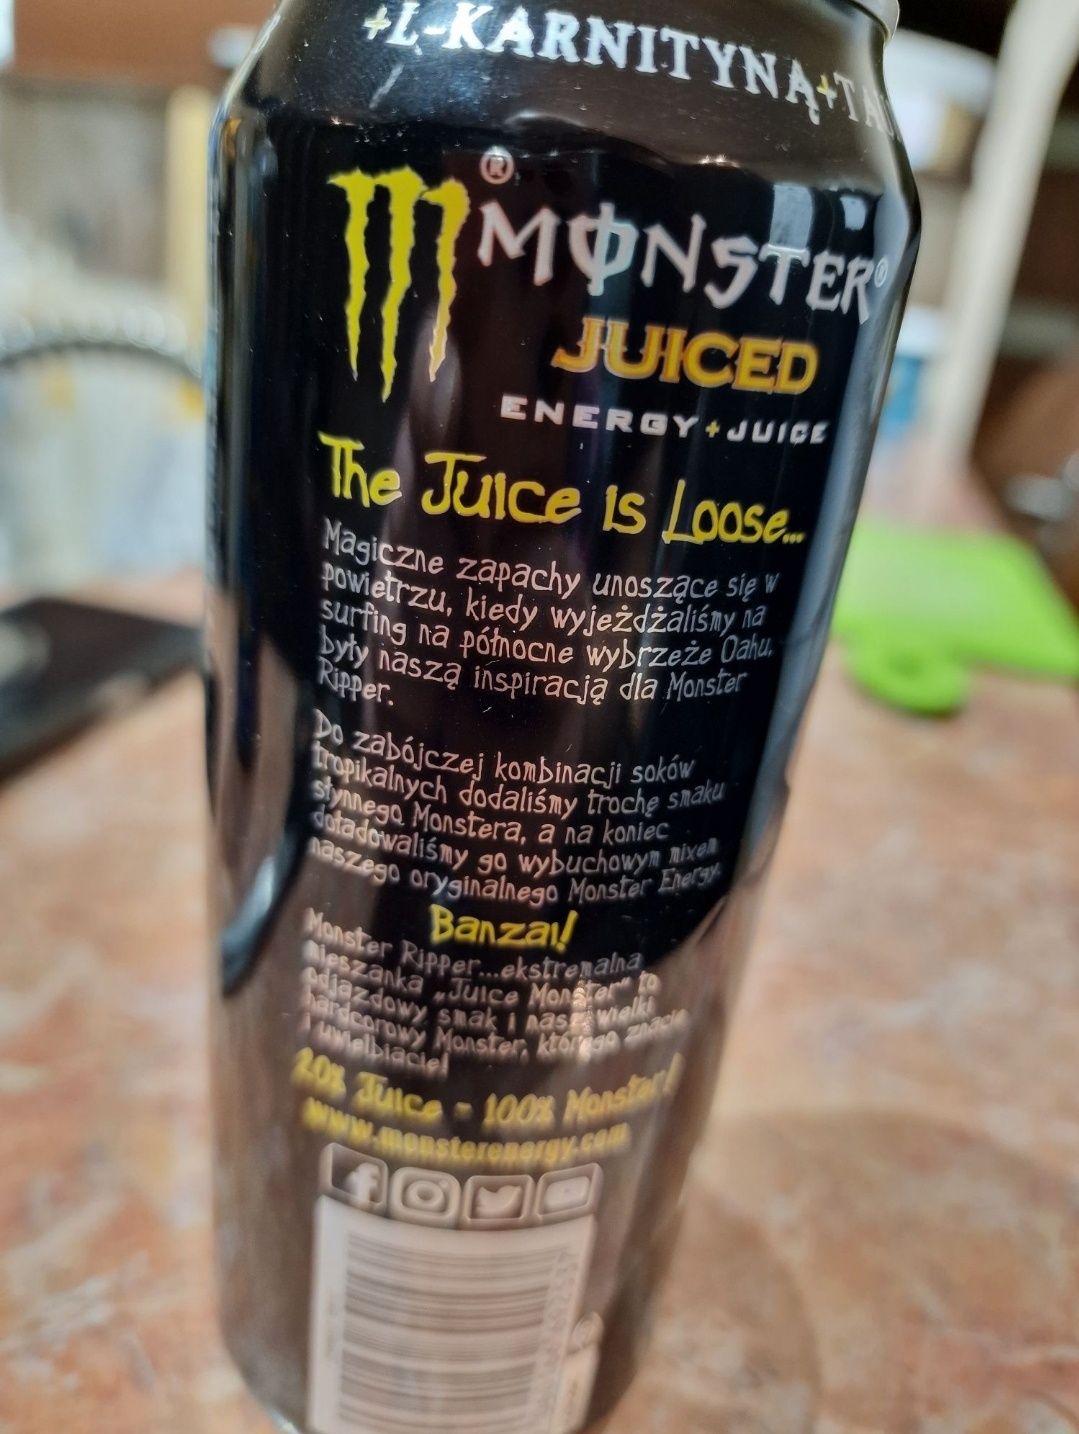 +L-KARNITYNĄ+TA
®
MONSTER®
JUICED
ENERGY+JUICE
The Juice is Loose...
Magiczne zapachy unoszące się w
powietrzu, kiedy wyjeżdżaliśmy na
surfing na północne wybrzeże Oahu,
były naszą inspiracją dla Monster
Ripper.
Do zabójczej kombinacji soków
tropikalnych dodaliśmy trochę smaku
słynnego Monstera, a na koniec
doładowaliśmy go wybuchowym mixem
naszego oryginalnego Monster Energy.
Banzai!
Monster Ripper...ekstremalna
mieszanka „Juice Monster” to
odjazdowy smak i nasz wielki
hardcorowy Monster, którego znacie
i uwielbiacie!
20% Juice - 100% Monster!
www.monsterenergy.com